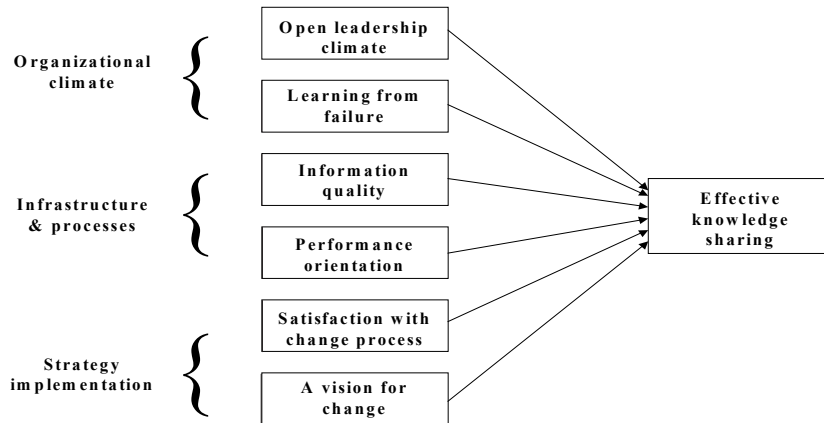 Organizational
climate
Open leadership
climate
Learning from
failure
Infrastructure
& processes
Information
quality
Performance
orientation
Strategy
implementation
Satisfaction with
change process
A vision for
change
Effective
knowledge
sharing